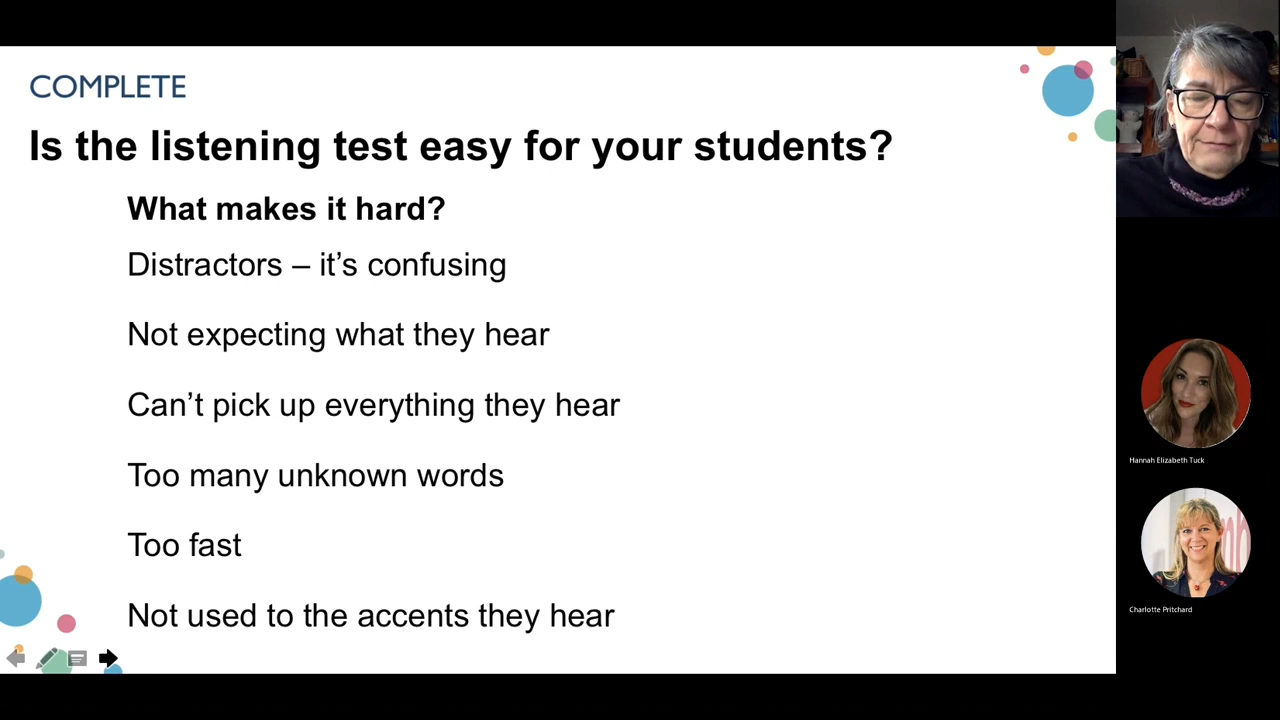 COMPLETE
Is the listening test easy for your students?
What makes it hard?
Distractors – it’s confusing
Not expecting what they hear
Can’t pick up everything they hear
Too many unknown words
Too fast
Not used to the accents they hear
Hannah Elizabeth Tuck
Charlotte Pritchard